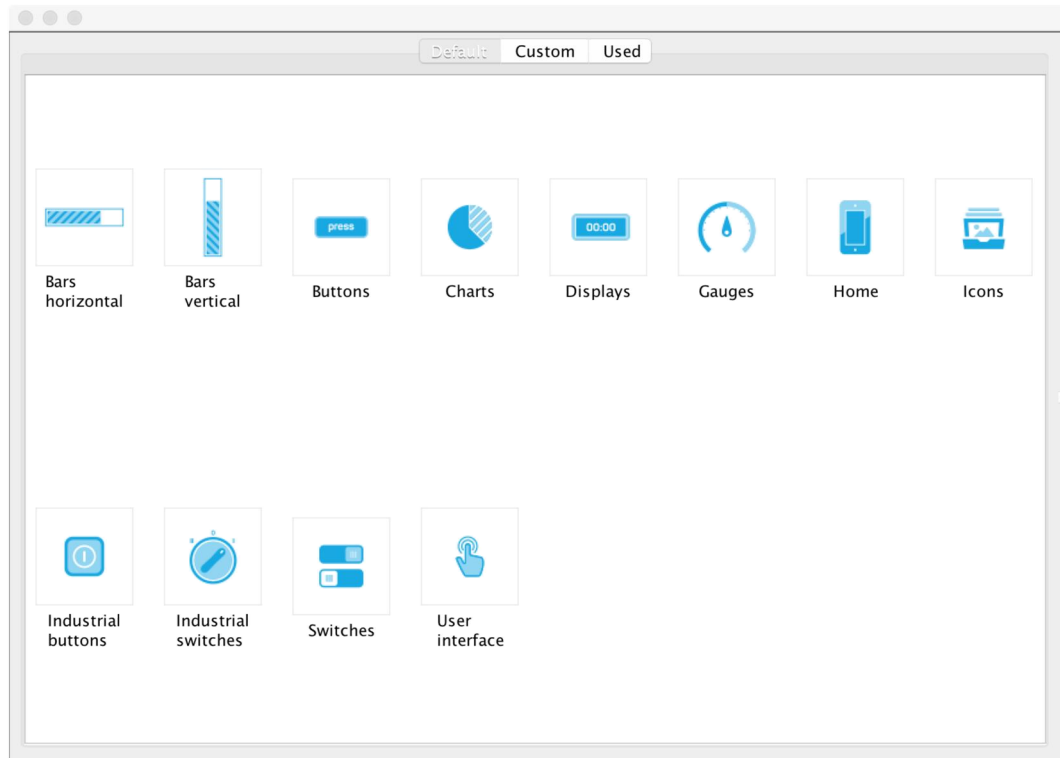 Default Custom Used
press
00:00
Bars
horizontal
Bars
vertical
Buttons
Charts
Displays
Gauges
Home
Icons
D
Industrial
buttons
Industrial
switches
Switches
User
interface